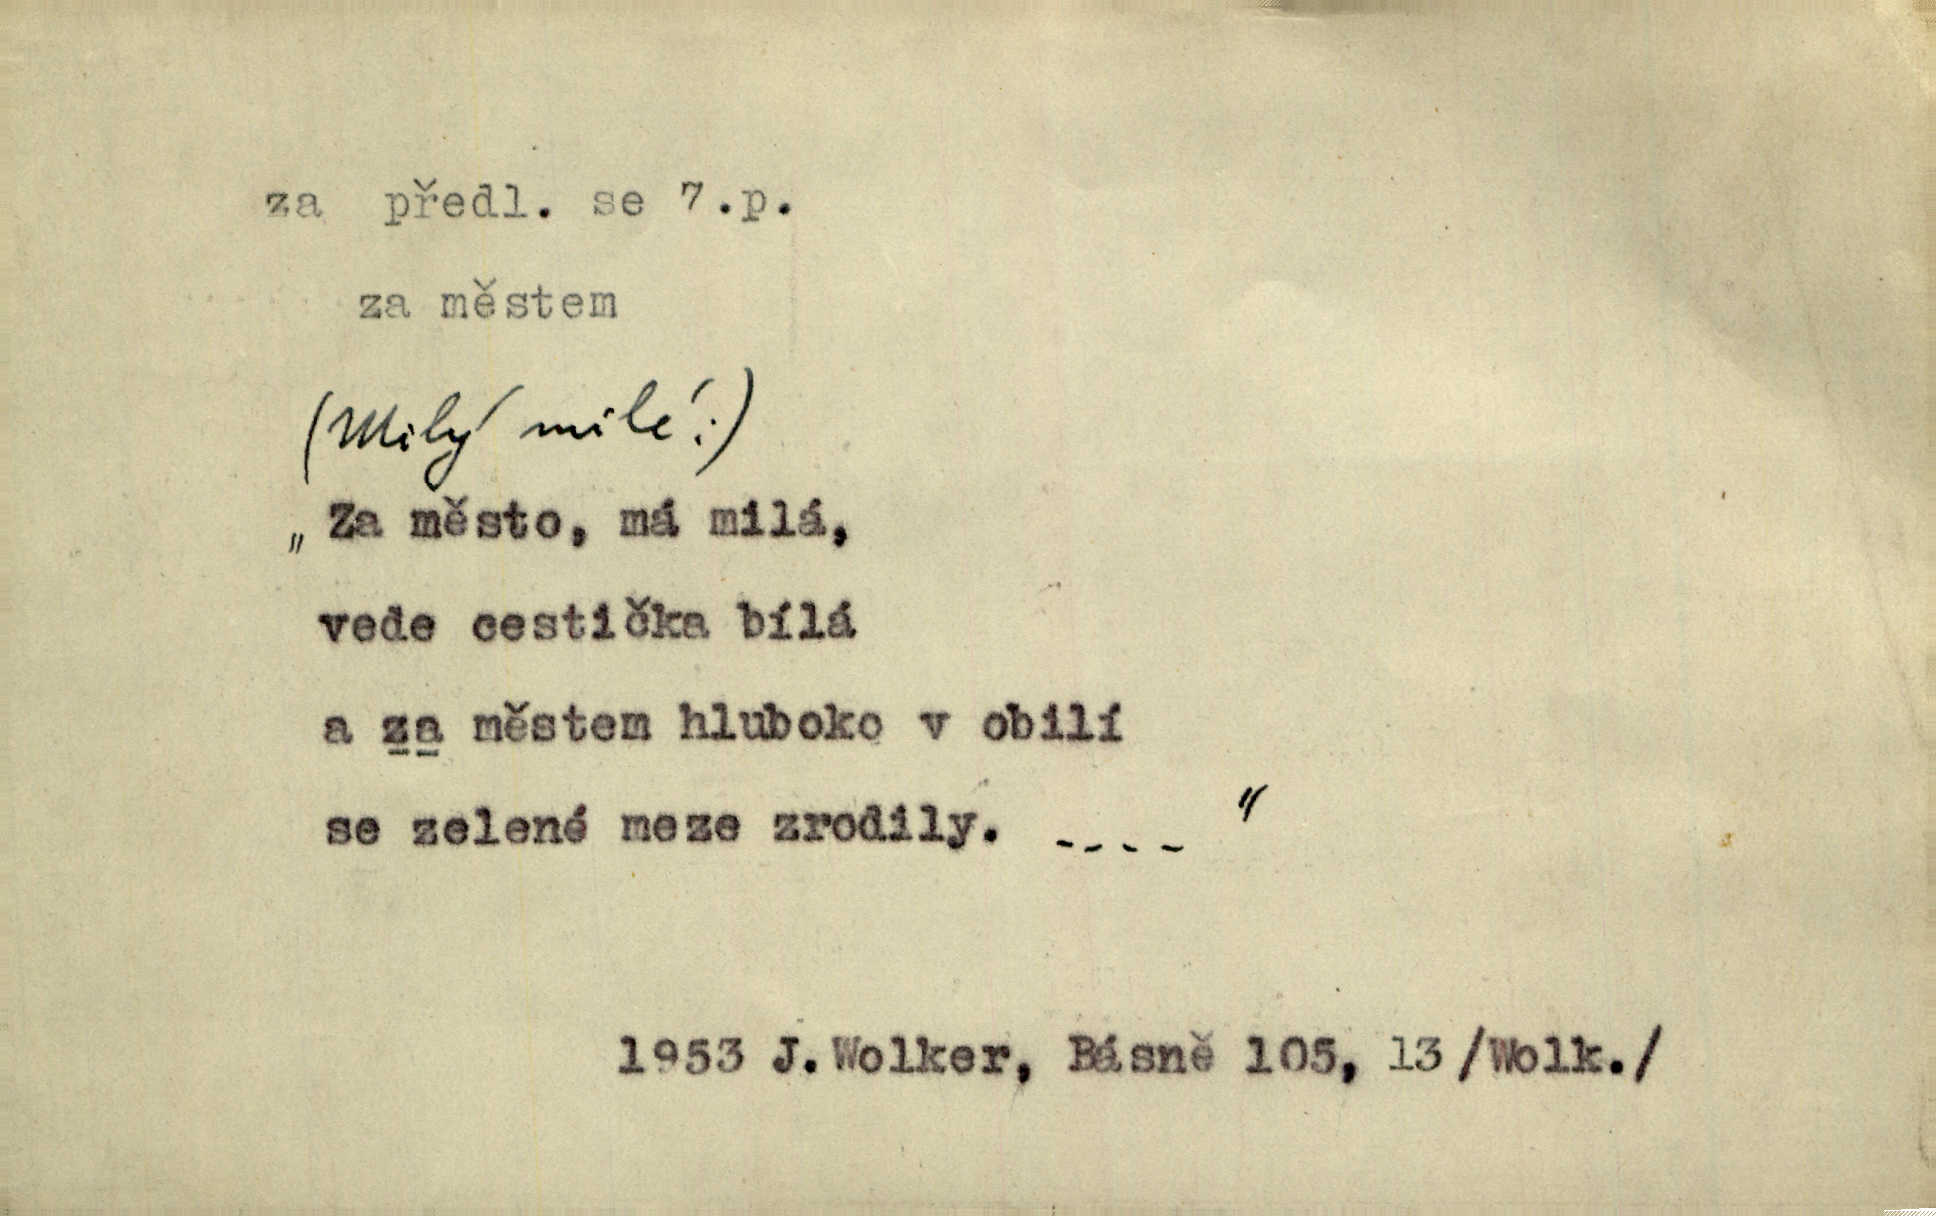 za předl. se 7.p.
za městem
(Milý milé:)
„Za město, má milá,
vede cestička bílá
a za městem hluboko v obilí
se zelené meze zrodily. ----"
1953 J.Wolker, Básně 105, 13 /Wolk./